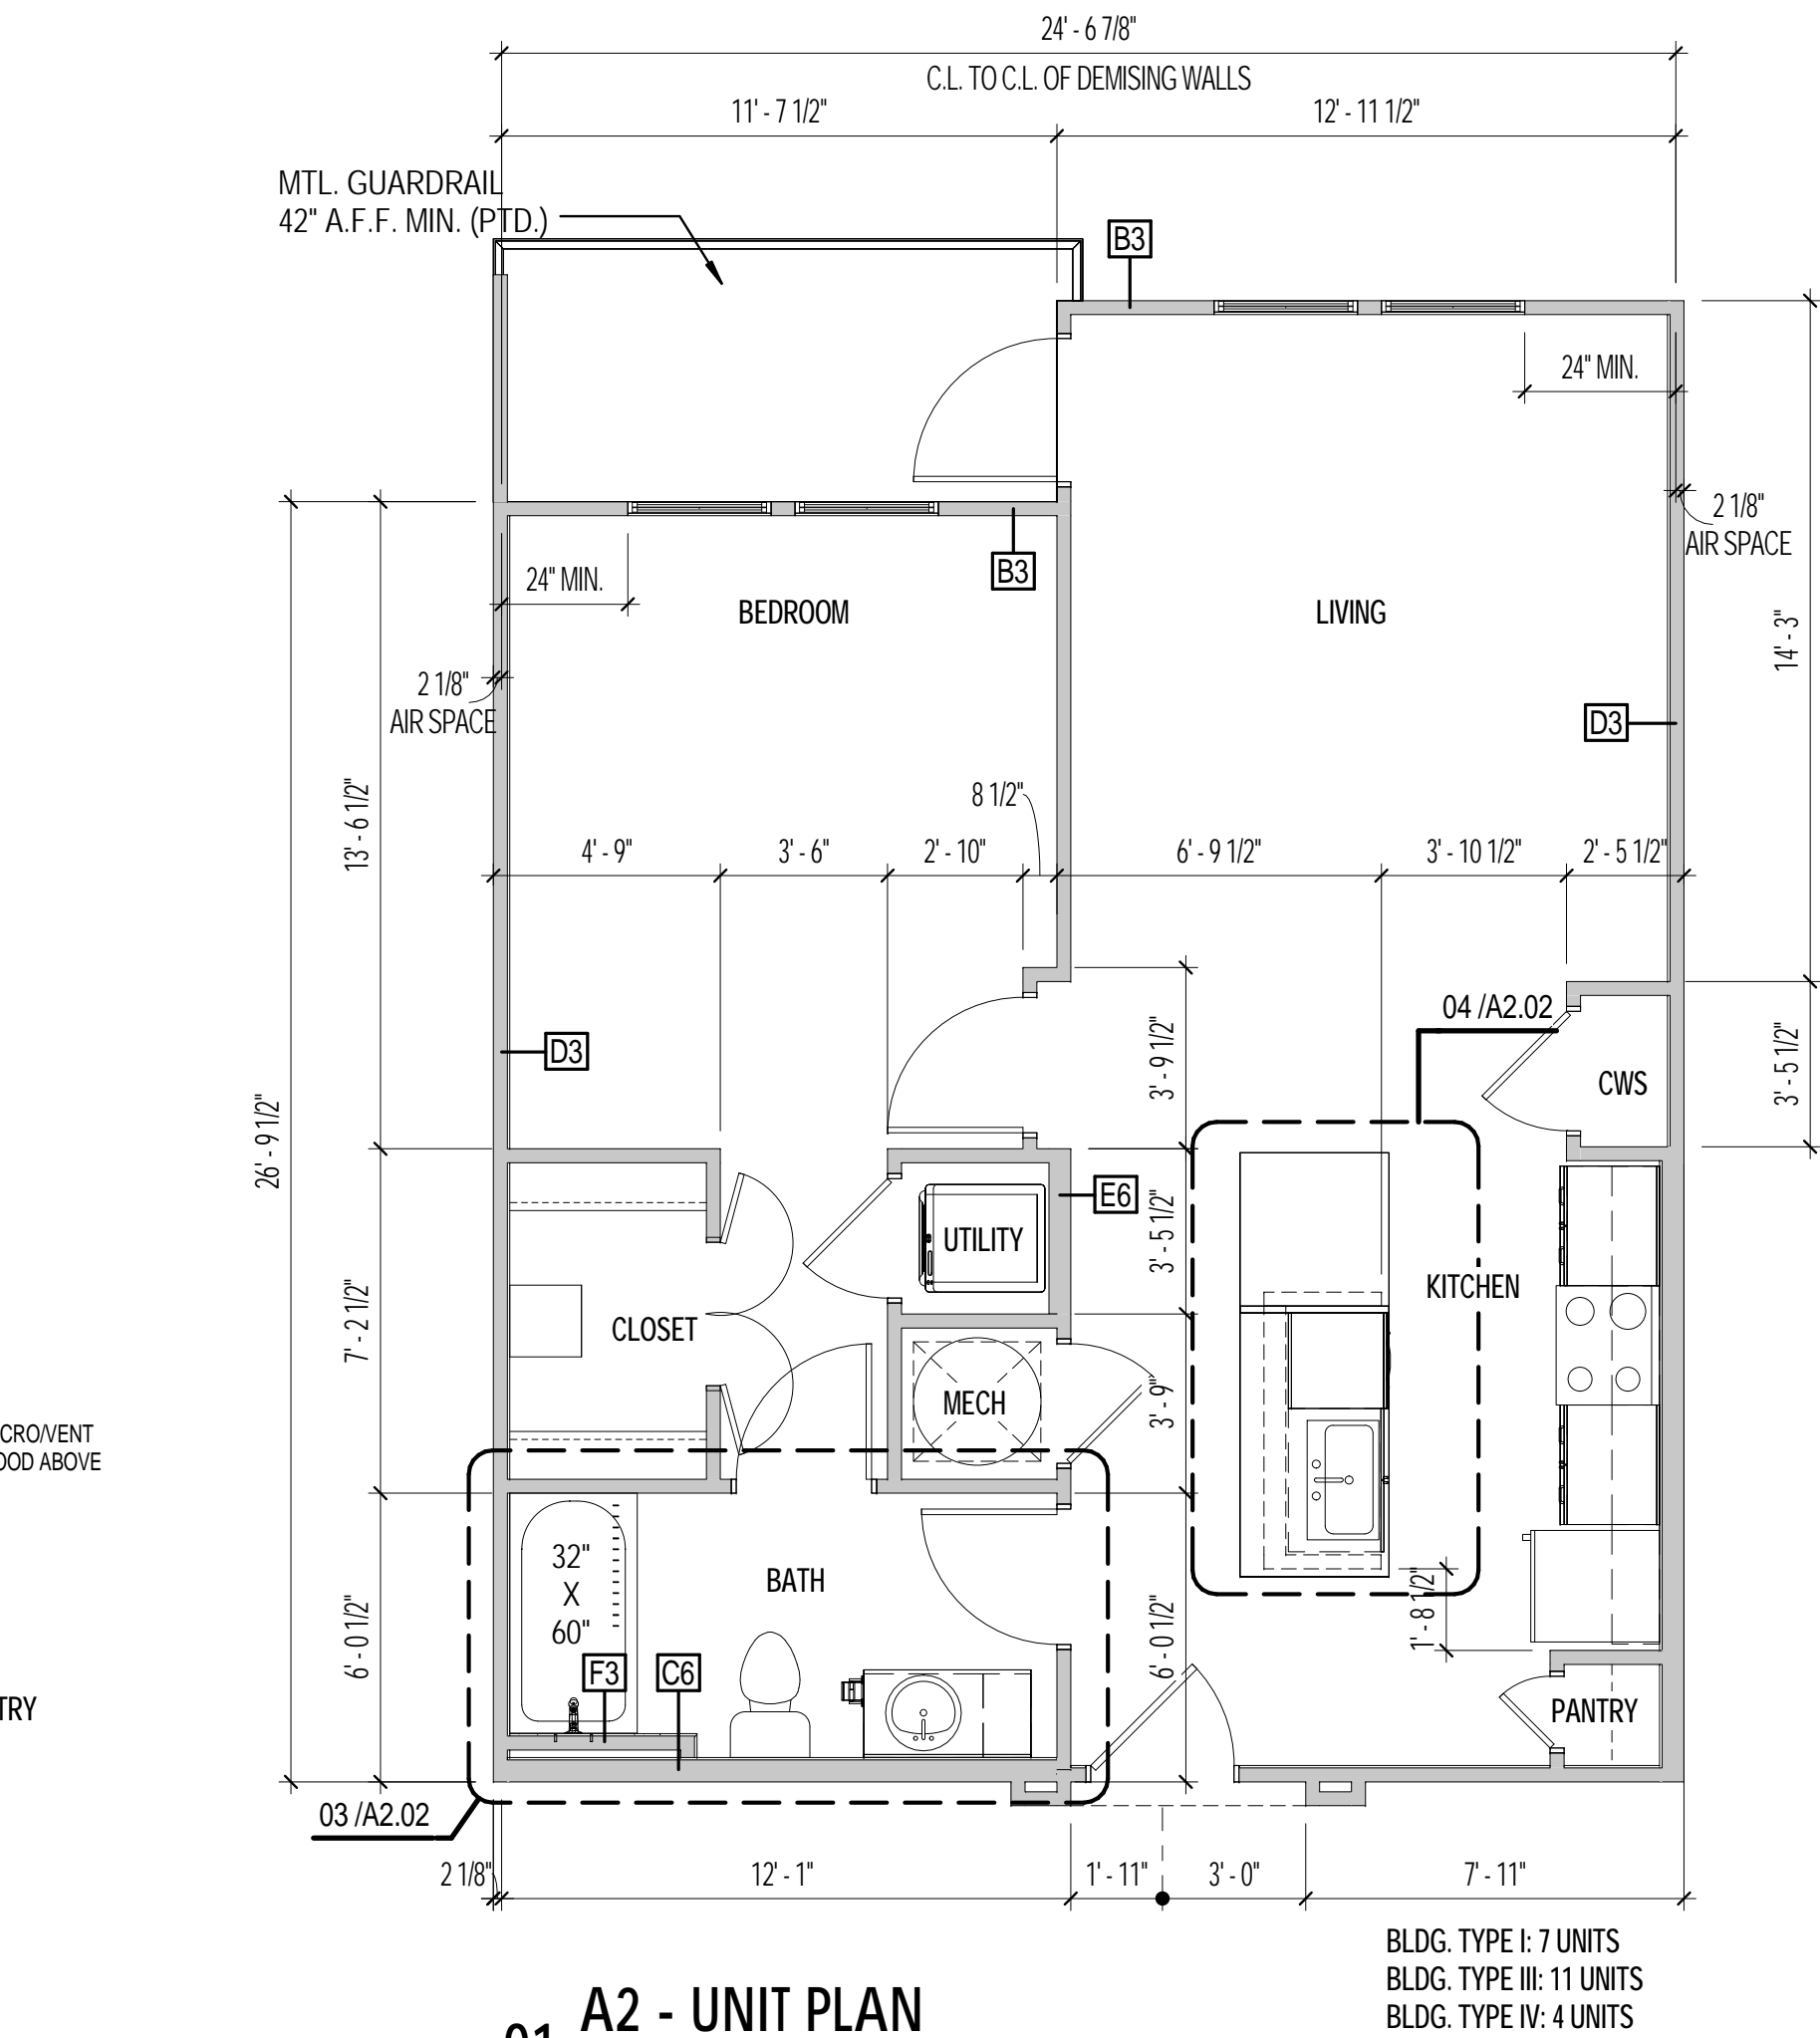 24' - 6 7/8"
C.L. TO C.L. OF DEMISING WALLS
11' - 7 1/2"
12' - 11 1/2"
MTL. GUARDRAIL
42" A.F.F. MIN. (PTD.)
B3
24" MIN.
2 1/8"
AIR SPACE
B3
24" MIN.
BEDROOM
LIVING
14' - 3"
2 1/8"
AIR SPACE
D3
13' - 6 1/2"
8 1/2"
4' - 9"
3' - 6"
2' - 10"
6' - 9 1/2"
3' - 10 1/2"
2' - 5 1/2"
04 /A2.02
D3
3' - 9 1/2"
CWS
3' - 5 1/2"
26' - 9 1/2"
E6
UTILITY
3' - 5 1/2"
KITCHEN
7' - 2 1/2"
CLOSET
MECH
3' - 9"
CRO/VENT
OOD ABOVE
32"
X
60"
BATH
6' - 0 1/2"
6' - 0 1/2"
1' - 8 1/2"
F3
C6
TRY
PANTRY
03 /A2.02
2 1/8"
12' - 1"
1' - 11"
3' - 0"
7' - 11"
BLDG. TYPE I: 7 UNITS
BLDG. TYPE III: 11 UNITS
BLDG. TYPE IV: 4 UNITS
A2 - UNIT PLAN
01